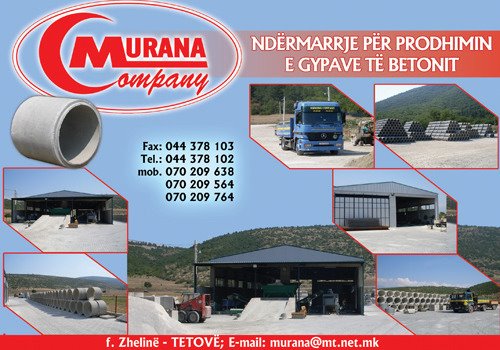 MURANA
Company
NDËRMARRJE PËR PRODHIMIN
E GYPAVE TË BETONIT
Fax: 044 378 103
Tel.: 044 378 102
mob. 070 209 638
070 209 564
070 209 764
f. Zhelinë - TETOVË; E-mail: murana@mt.net.mk